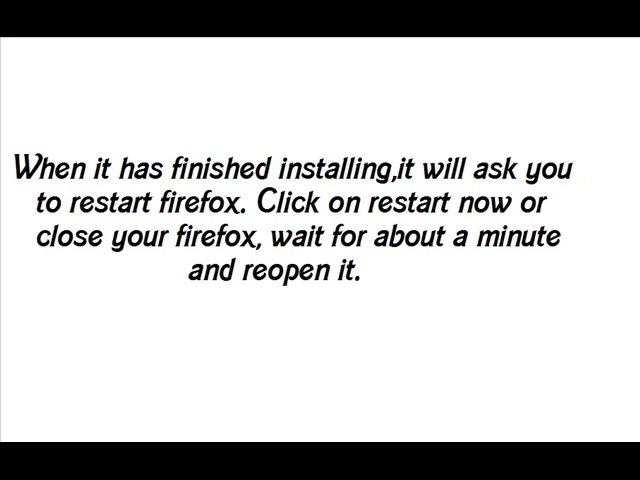 When it has finished installing,it will ask you
to restart firefox. Click on restart now or
close your firefox, wait for about a minute
and reopen it.